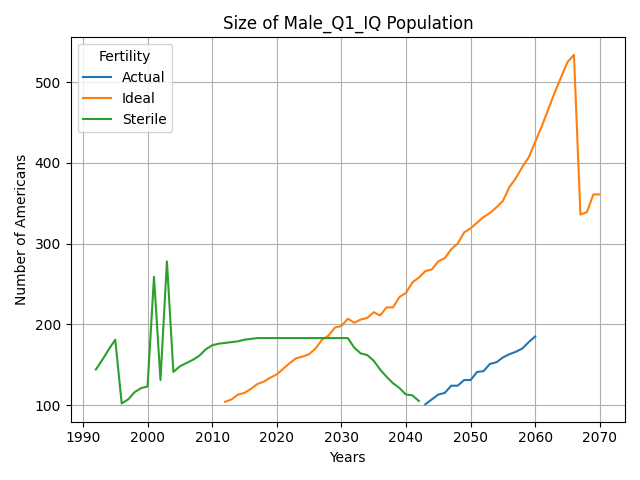 Size of Male_Q1_IQ Population
Fertility
Actual
Ideal
Sterile
Number of Americans
500
400
300
200
100
1990
2000
2010
2020
2030
2040
2050
2060
2070
Years